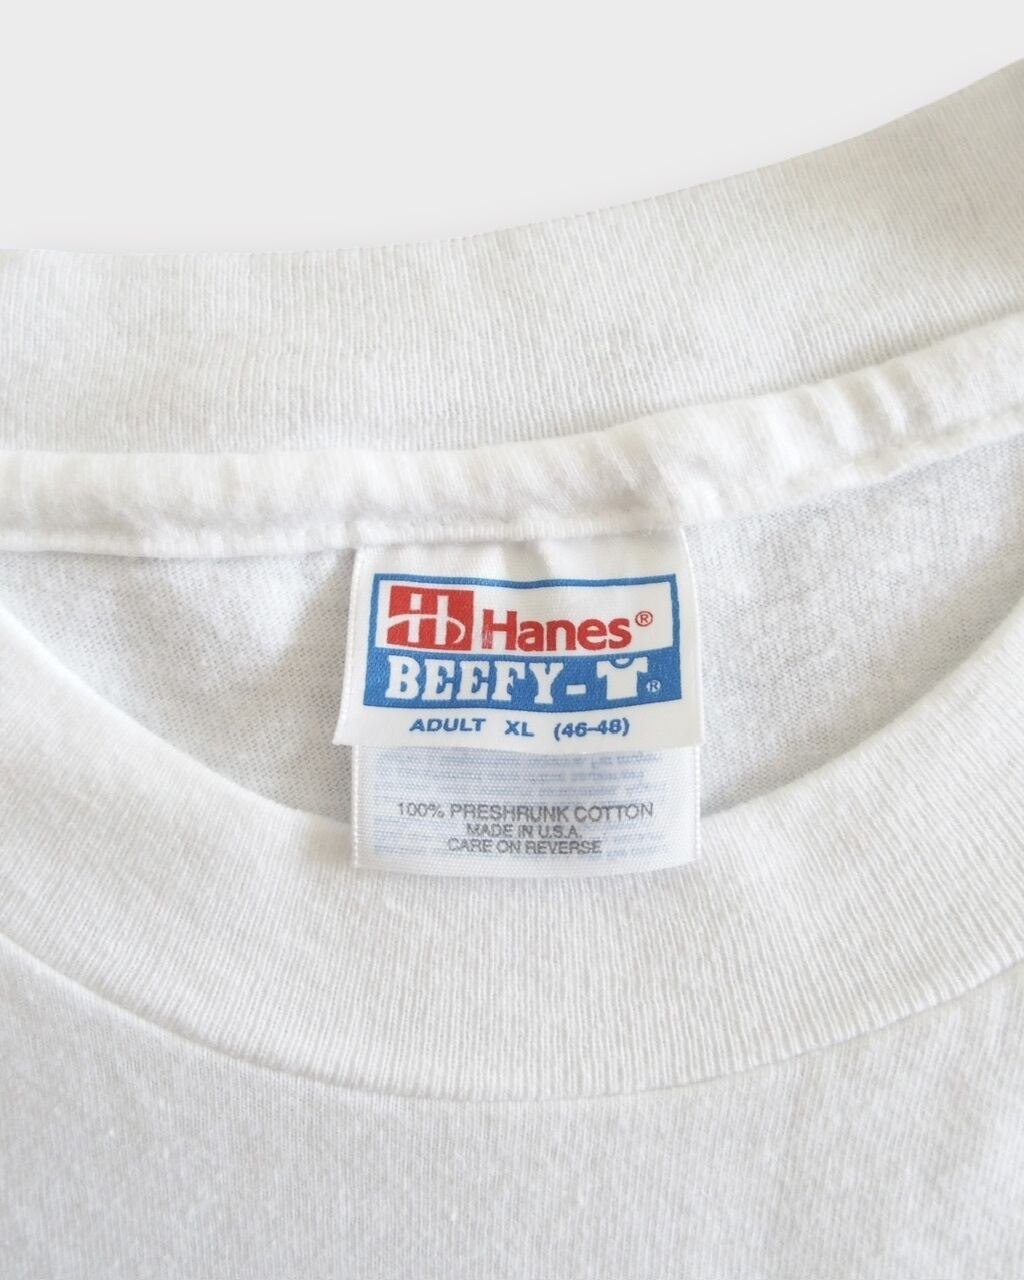 Hanes®
BEEFY-T®
ADULT XL (46-48)
100% PRESHRUNK COTTON
MADE IN U.S.A.
CARE ON REVERSE